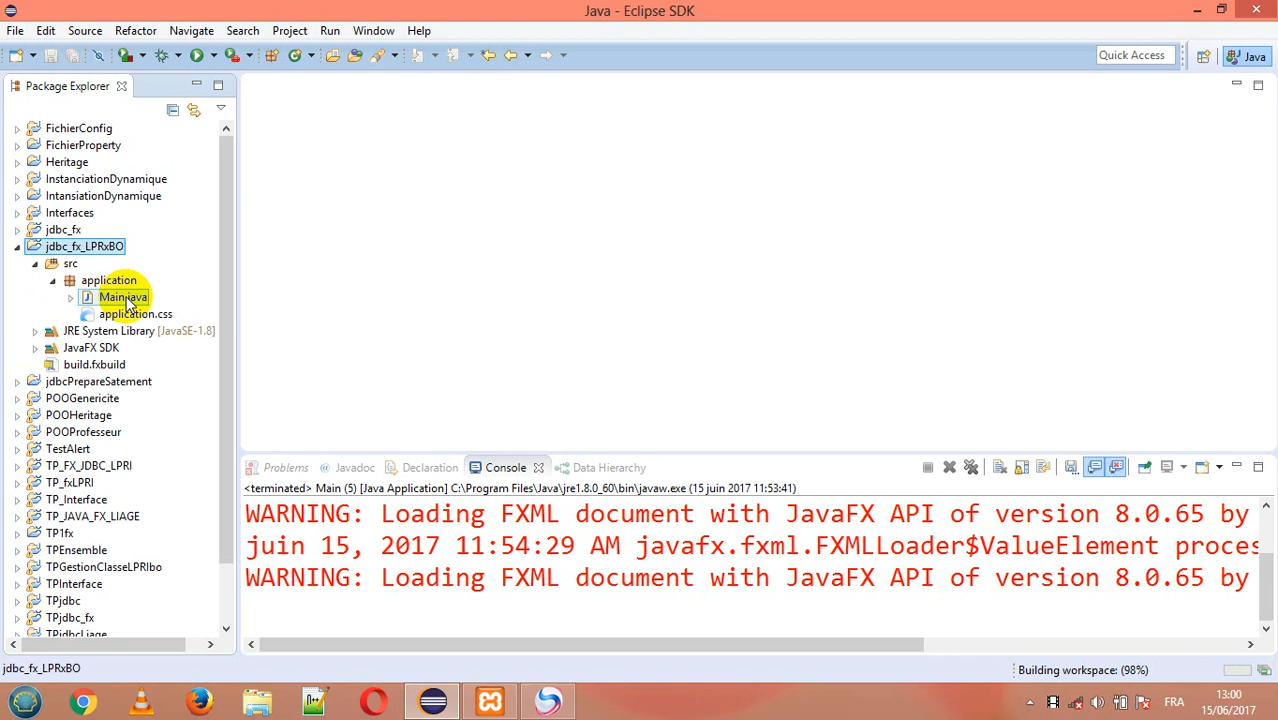 Java - Eclipse SDK
File Edit Source Refactor Navigate Search Project Run Window Help
Quick Access
Java
Package Explorer
FichierConfig
FichierProperty
Heritage
InstanciationDynamique
IntansiationDynamique
Interfaces
jdbc_fx
jdbc_fx_LPRxBO
src
application
Main.java
application.css
JRE System Library [JavaSE-1.8]
JavaFX SDK
build.fxbuild
jdbcPrepareSatement
POOGenericite
POOHeritage
POOProfesseur
TestAlert
TP_FX_JDBC_LPRI
TP_fxLPRI
TP_Interface
TP_JAVA_FX_LIAGE
TP1fx
TPEnsemble
TPGestionClasseLPRIbo
TPInterface
TPjdbc
TPjdbc_fx
TPjdbcLiage
Problems Javadoc Declaration Console Data Hierarchy
<terminated> Main (5) [Java Application] C:\Program Files\Java\jre1.8.0_60\bin\javaw.exe (15 juin 2017 11:53:41)
WARNING: Loading FXML document with JavaFX API of version 8.0.65 by
juin 15, 2017 11:54:29 AM javafx.fxml.FXMLLoader$ValueElement proces
WARNING: Loading FXML document with JavaFX API of version 8.0.65 by
jdbc_fx_LPRxBO
Building workspace: (98%)
FRA
13:00
15/06/2017